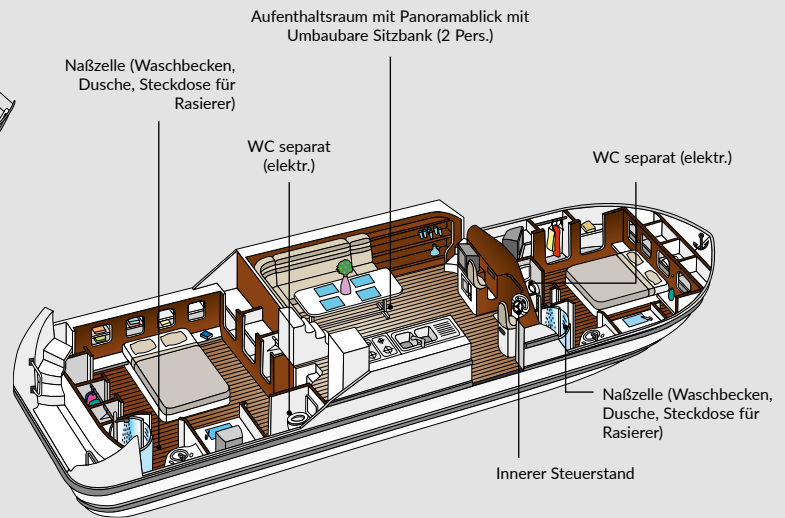 Aufenthaltsraum mit Panoramablick mit
Umbaubare Sitzbank (2 Pers.)
Naßzelle (Waschbecken,
Dusche, Steckdose für
Rasierer)
WC separat
(elektr.)
WC separat (elektr.)
Naßzelle (Waschbecken,
Dusche, Steckdose für
Rasierer)
Innerer Steuerstand